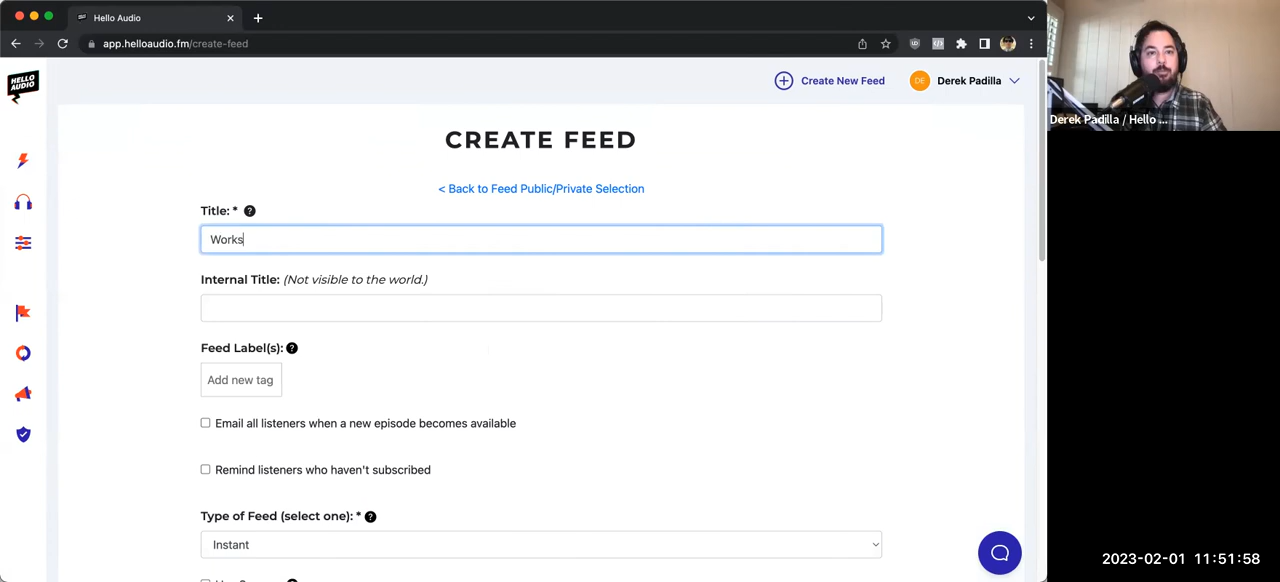 Hello Audio
app.helloaudio.fm/create-feed
HELLO
AUDIO
Create New Feed
DE
Derek Padilla
Derek Padilla / Hello ...
CREATE FEED
< Back to Feed Public/Private Selection
Title: * ?
Works
Internal Title: (Not visible to the world.)
Feed Label(s): ?
Add new tag
Email all listeners when a new episode becomes available
Remind listeners who haven't subscribed
Type of Feed (select one): * ?
Instant
2023-02-01 11:51:58